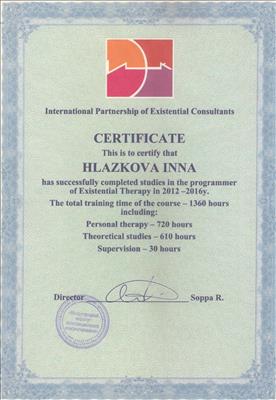 International Partnership of Existential Consultants
CERTIFICATE
This is to certify that
HLAZKOVA INNA
has successfully completed studies in the programmer
of Existential Therapy in 2012 –2016y.
The total training time of the course – 1360 hours
including:
Personal therapy – 720 hours
Theoretical studies – 610 hours
Supervision – 30 hours
Director Soppa R.